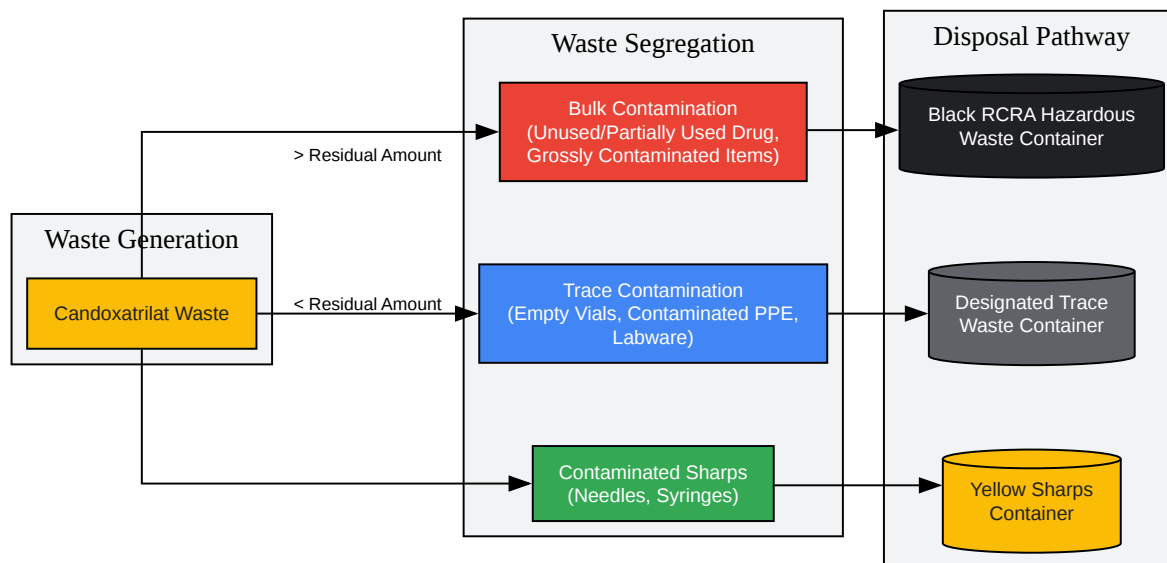 Waste Generation
Candoxatrilat Waste
> Residual Amount
< Residual Amount
Waste Segregation
Bulk Contamination
(Unused/Partially Used Drug,
Grossly Contaminated Items)
Trace Contamination
(Empty Vials, Contaminated PPE,
Labware)
Contaminated Sharps
(Needles, Syringes)
Disposal Pathway
Black RCRA Hazardous
Waste Container
Designated Trace
Waste Container
Yellow Sharps
Container